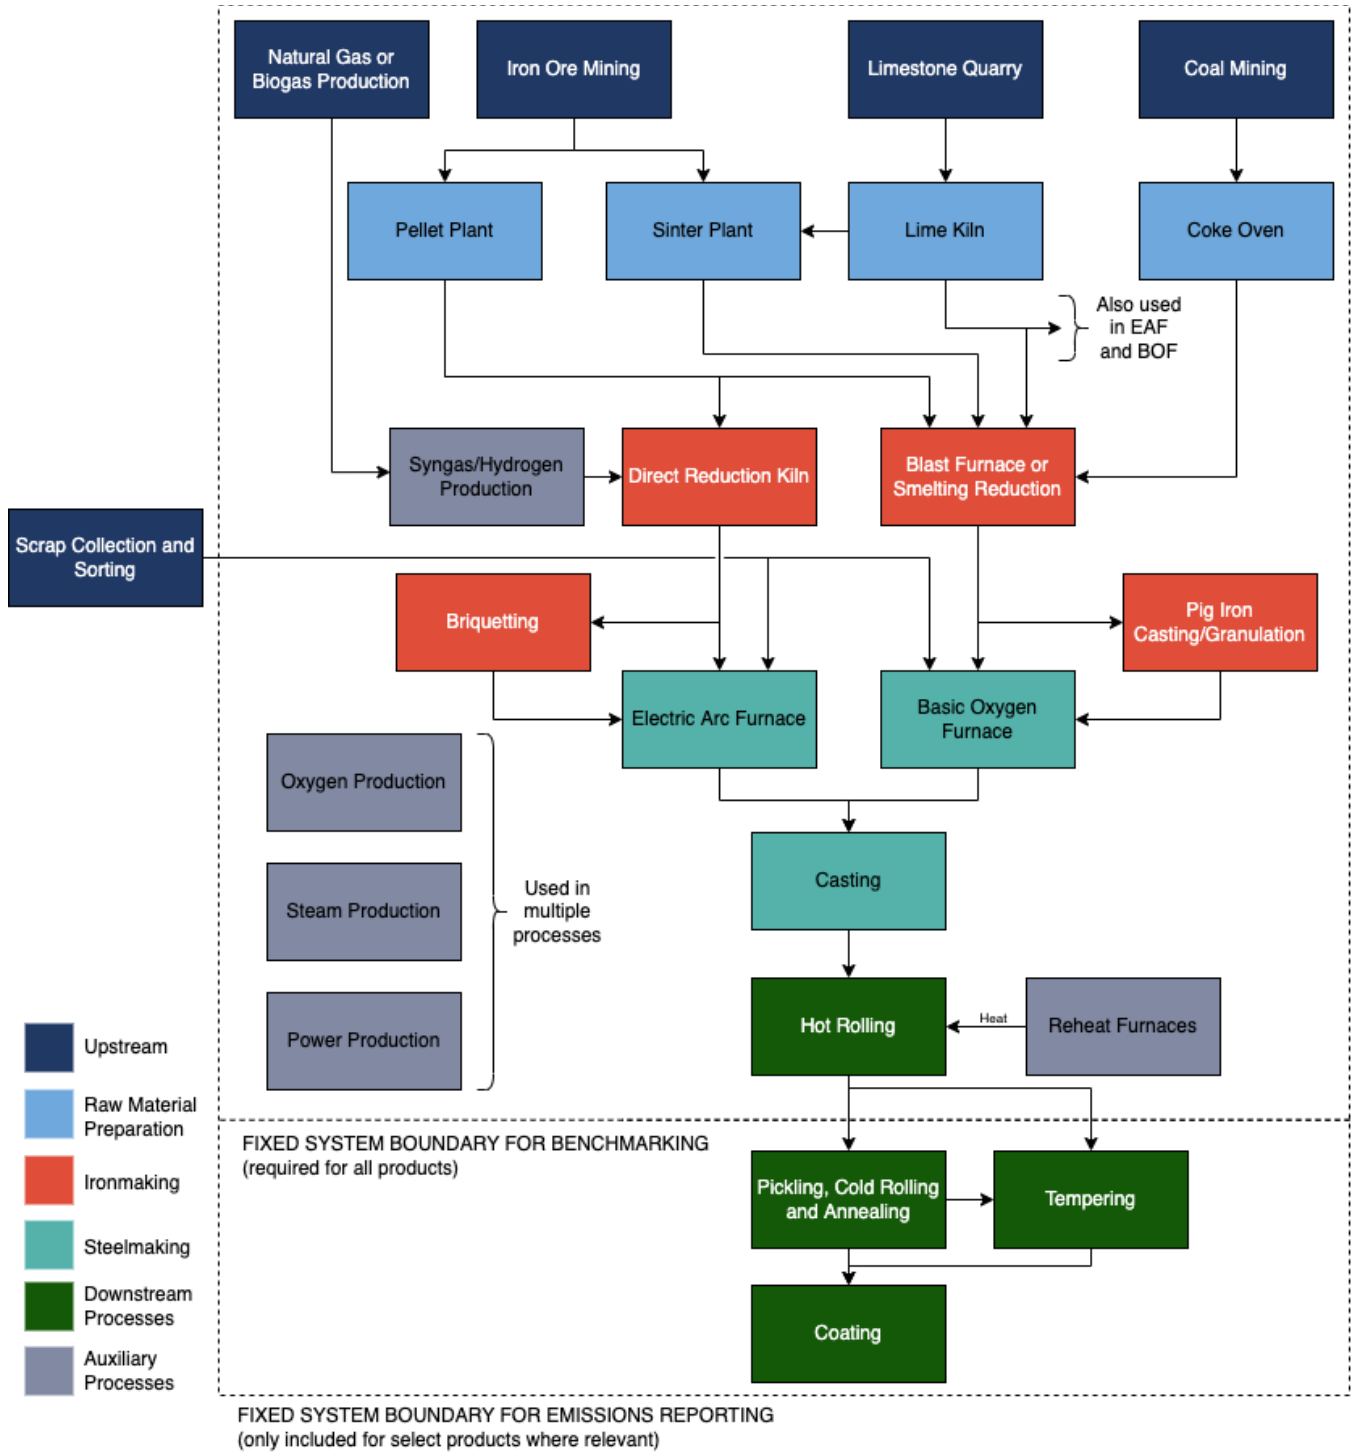 Natural Gas or
Biogas Production
Iron Ore Mining
Limestone Quarry
Coal Mining
Pellet Plant
Sinter Plant
Lime Kiln
Coke Oven
Also used
in EAF
and BOF
Syngas/Hydrogen
Production
Direct Reduction Kiln
Blast Furnace or
Smelting Reduction
Scrap Collection and
Sorting
Briquetting
Pig Iron
Casting/Granulation
Electric Arc Furnace
Basic Oxygen
Furnace
Oxygen Production
Steam Production
Power Production
Used in
multiple
processes
Casting
Hot Rolling
Heat
Reheat Furnaces
Upstream
Raw Material
Preparation
Ironmaking
Steelmaking
Downstream
Processes
Auxiliary
Processes
FIXED SYSTEM BOUNDARY FOR BENCHMARKING
(required for all products)
Pickling, Cold Rolling
and Annealing
Tempering
Coating
FIXED SYSTEM BOUNDARY FOR EMISSIONS REPORTING
(only included for select products where relevant)